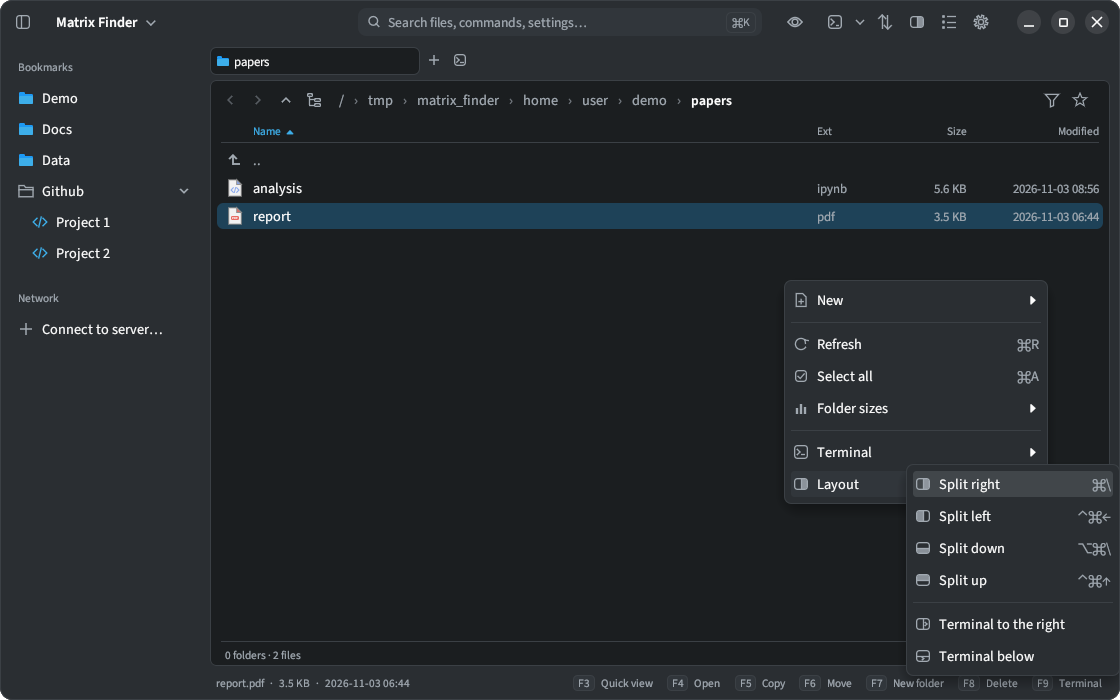 Matrix Finder
Search files, commands, settings… ⌘K
Bookmarks
Demo
Docs
Data
Github
Project 1
Project 2
Network
Connect to server…
papers
/ › tmp › matrix_finder › home › user › demo › papers
Name Ext Size Modified
..
analysis ipynb 5.6 KB 2026-11-03 08:56
report pdf 3.5 KB 2026-11-03 06:44
New
Refresh ⌘R
Select all ⌘A
Folder sizes
Terminal
Layout
Split right ⌘\
Split left ^⌘←
Split down ⌥⌘\
Split up ^⌘↑
Terminal to the right
Terminal below
0 folders · 2 files
report.pdf · 3.5 KB · 2026-11-03 06:44
F3 Quick view F4 Open F5 Copy F6 Move F7 New folder F8 Delete F9 Terminal